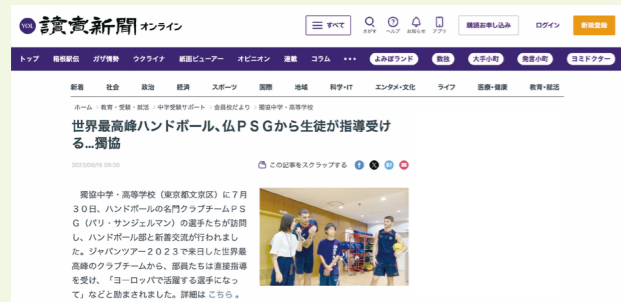 YOL 讀賣新聞オンライン
すべて さがす ヘルプ お知らせ アプリ 購読お申し込み ログイン 新規登録
トップ 箱根駅伝 ガザ情勢 ウクライナ 紙面ビューアー オピニオン 連載 コラム ••• よみぽランド 数独 大手小町 発言小町 ヨミドクター
新着 社会 政治 経済 スポーツ 国際 地域 科学・IT エンタメ・文化 ライフ 医療・健康 教育・就活
ホーム > 教育・受験・就活 > 中学受験サポート > 会員校だより > 獨協中学・高等学校
世界最高峰ハンドボール、仏ＰＳＧから生徒が指導受け
る…獨協
この記事をスクラップする
獨協中学・高等学校（東京都文京区）に７月
３０日、ハンドボールの名門クラブチームＰＳ
Ｇ（パリ・サンジェルマン）の選手たちが訪問
し、ハンドボール部と新善交流が行われまし
た。ジャパンツアー２０２３で来日した世界最
高峰のクラブチームから、部員たちは直接指導
を受け、「ヨーロッパで活躍する選手になっ
て」などと励まされました。詳細は こちら 。